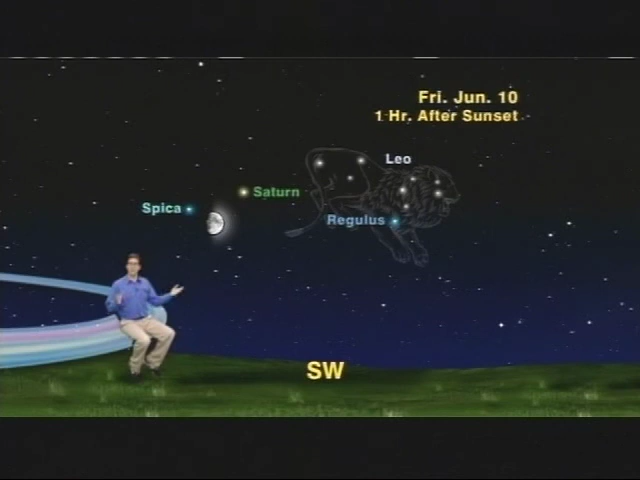 Fri. Jun. 10
1 Hr. After Sunset
Leo
Saturn
Spica
Regulus
SW